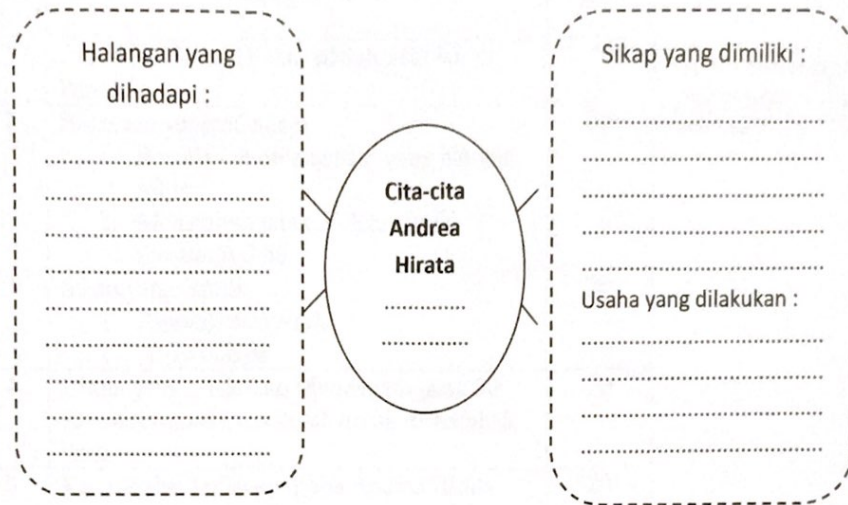 Halangan yang
dihadapi :
........................................
........................................
........................................
........................................
........................................
........................................
........................................
........................................
........................................
Cita-cita
Andrea
Hirata
..............
...............
Sikap yang dimiliki :
........................................
........................................
........................................
........................................
........................................
Usaha yang dilakukan :
........................................
........................................
........................................
........................................